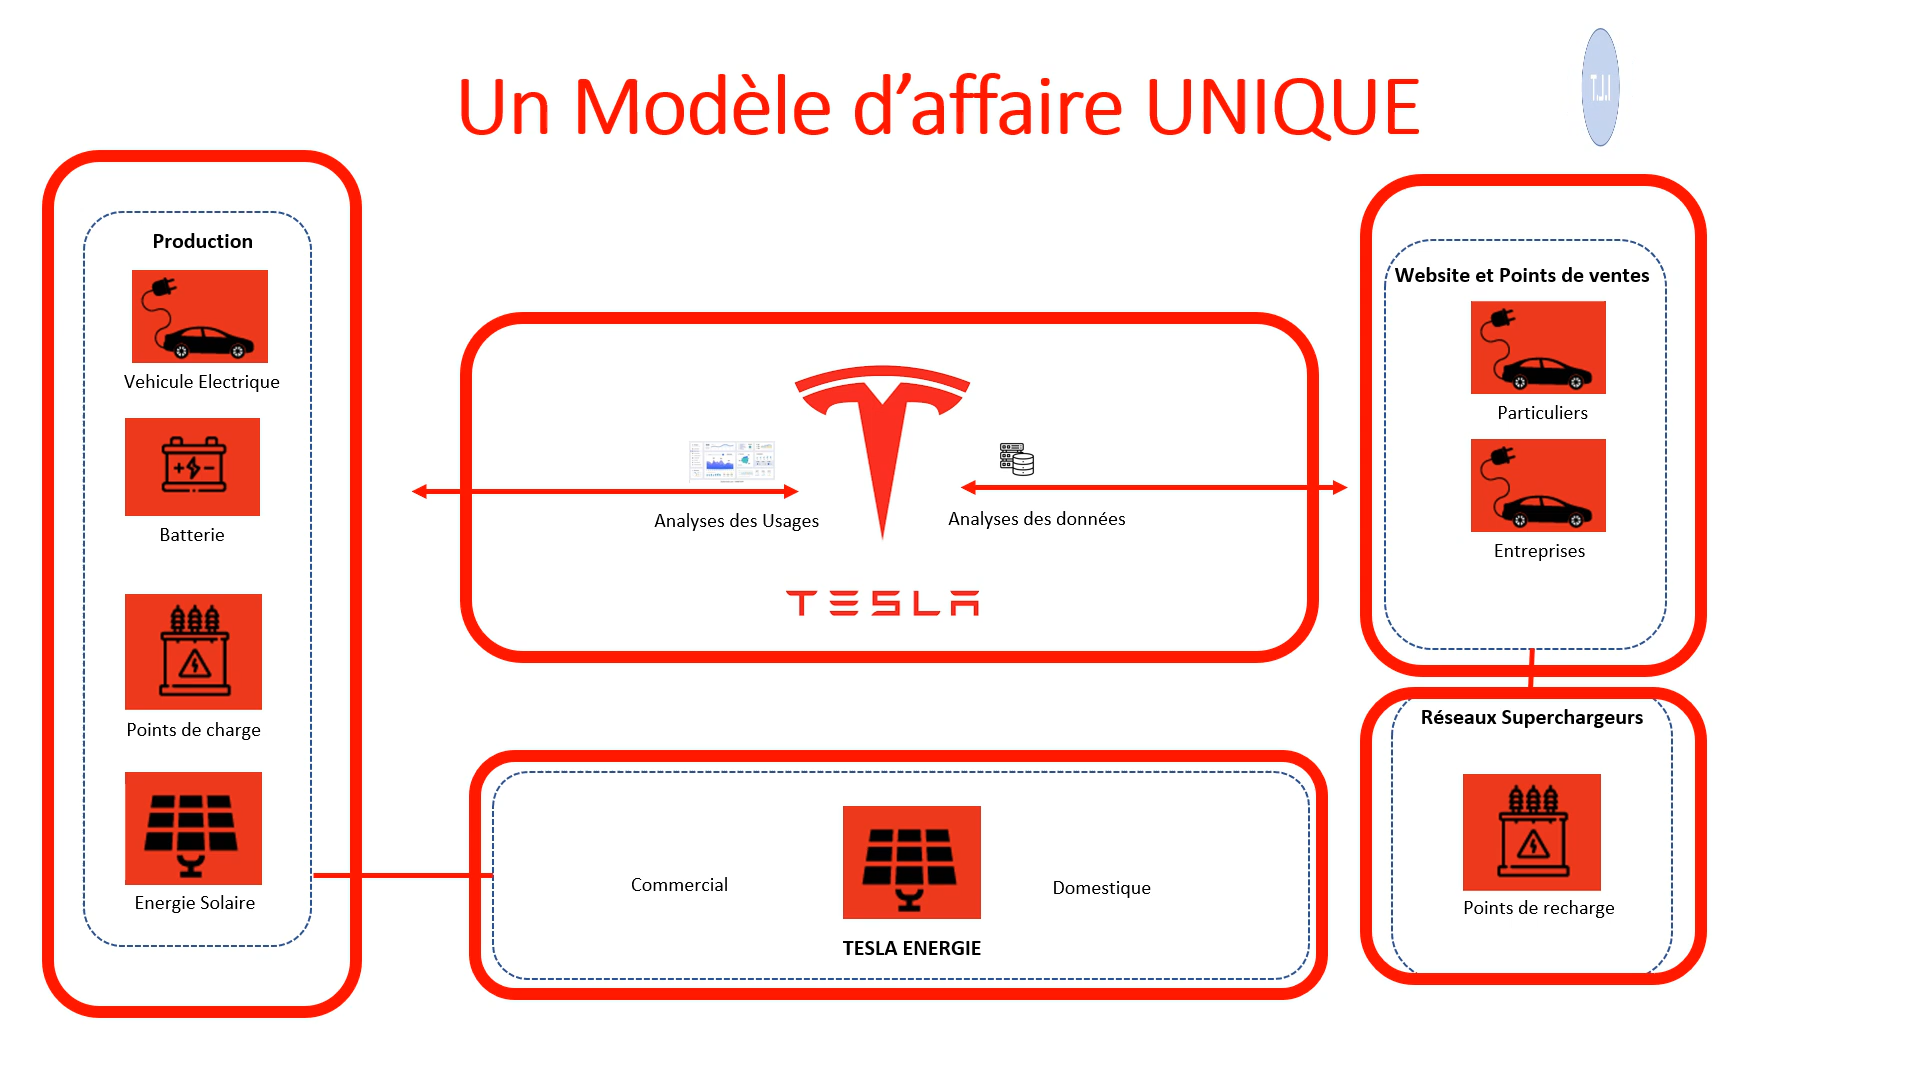 Un Modèle d’affaire UNIQUE
Production
Vehicule Electrique
Batterie
Points de charge
Energie Solaire
Analyses des Usages
Analyses des données
TESLA
Commercial
Domestique
TESLA ENERGIE
Website et Points de ventes
Particuliers
Entreprises
Réseaux Superchargeurs
Points de recharge